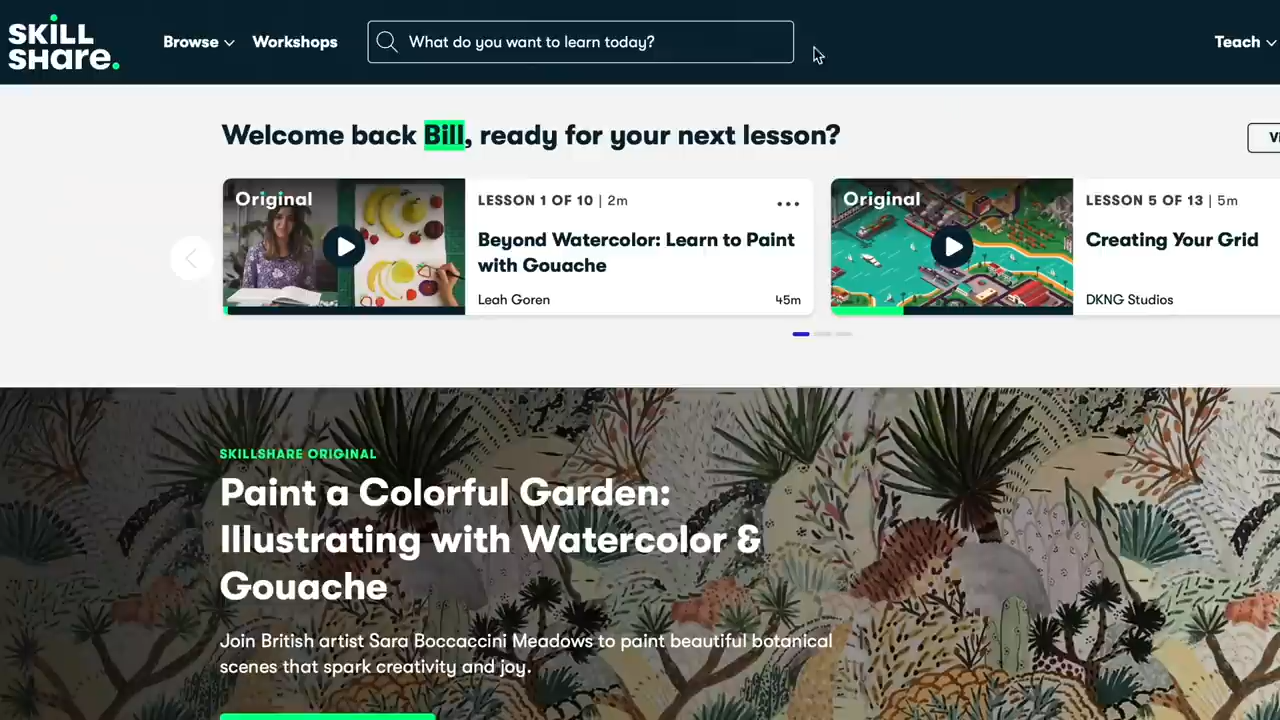 SKILL
SHARE.
Browse
Workshops
What do you want to learn today?
Teach
Welcome back Bill, ready for your next lesson?
Original
LESSON 1 OF 10 | 2m
Beyond Watercolor: Learn to Paint
with Gouache
Leah Goren
45m
Original
LESSON 5 OF 13 | 5m
Creating Your Grid
DKNG Studios
SKILLSHARE ORIGINAL
Paint a Colorful Garden:
Illustrating with Watercolor &
Gouache
Join British artist Sara Boccaccini Meadows to paint beautiful botanical
scenes that spark creativity and joy.